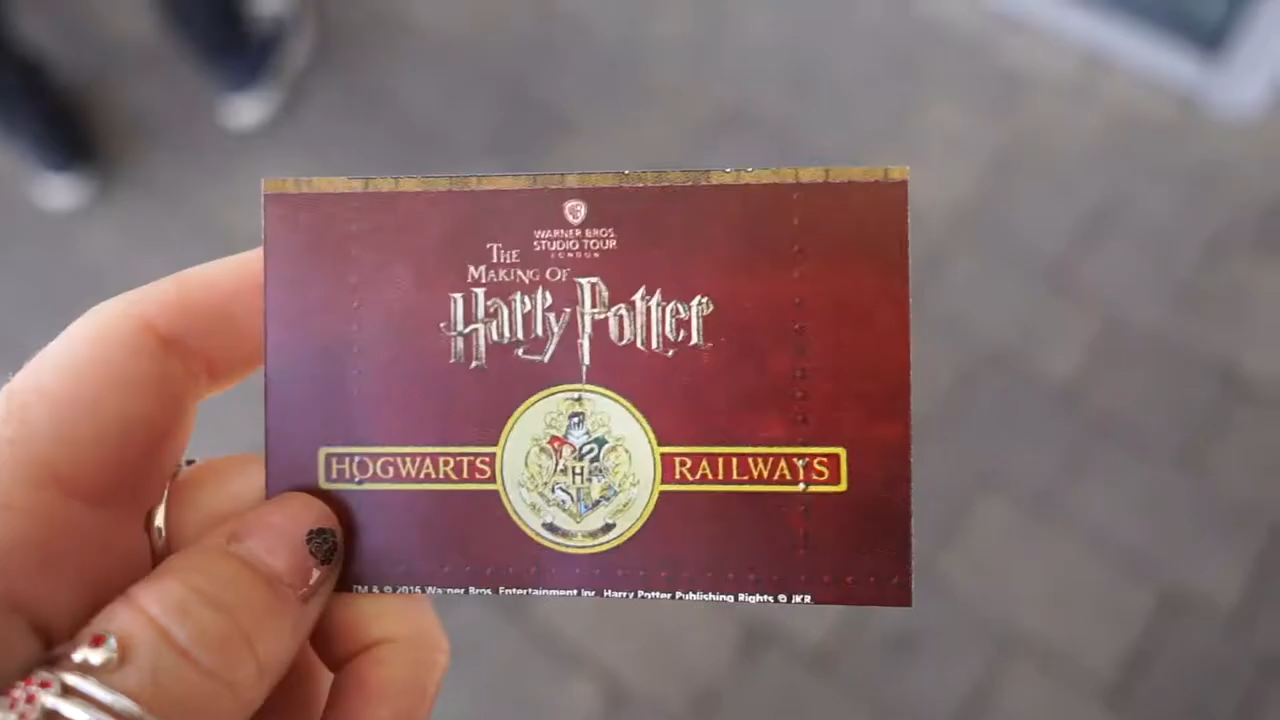 WARNER BROS.
STUDIO TOUR
LONDON
THE
MAKING OF
Harry Potter
HOGWARTS RAILWAYS
H
TM & © 2016 Warner Bros. Entertainment Inc. Harry Potter Publishing Rights © JKR.